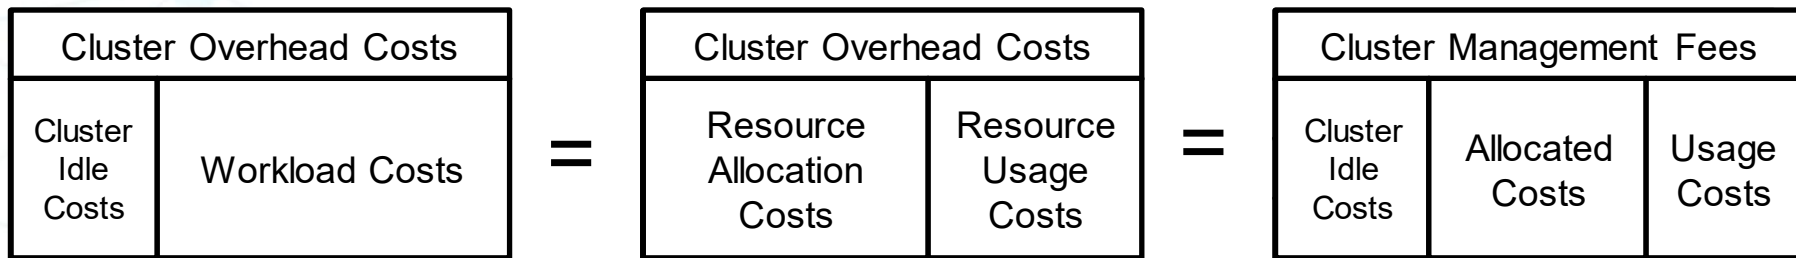 Cluster Overhead Costs
Cluster
Idle
Costs
Workload Costs
=
Cluster Overhead Costs
Resource
Allocation
Costs
Resource
Usage
Costs
=
Cluster Management Fees
Cluster
Idle
Costs
Allocated
Costs
Usage
Costs